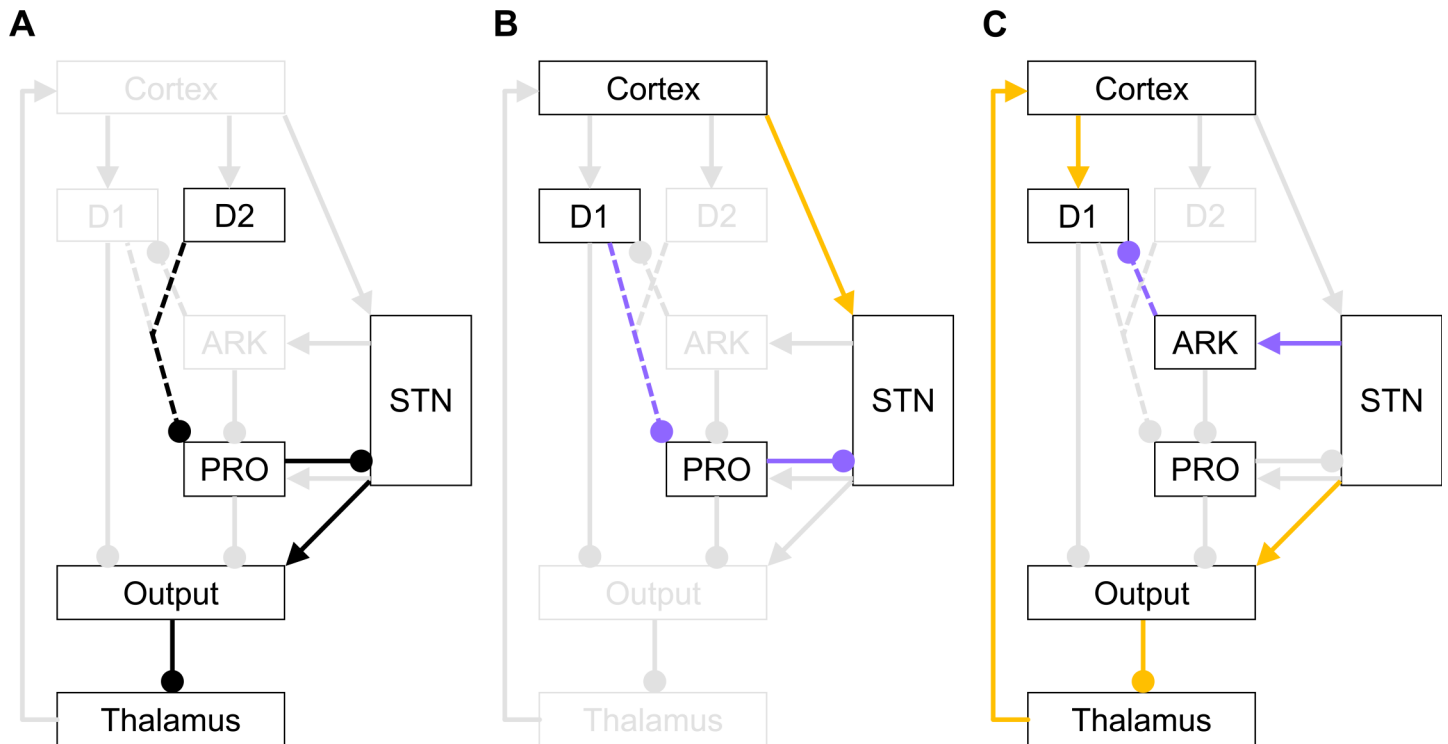 A
Cortex
D1
D2
ARK
STN
PRO
Output
Thalamus
B
Cortex
D1
D2
ARK
STN
PRO
Output
Thalamus
C
Cortex
D1
D2
ARK
STN
PRO
Output
Thalamus